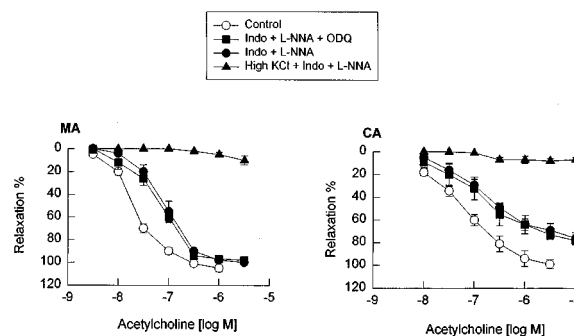 Control
Indo + L-NNA + ODQ
Indo + L-NNA
High KCl + Indo + L-NNA
MA
0
20
40
60
80
100
120
Relaxation %
-9 -8 -7 -6 -5
Acetylcholine [log M]
CA
0
20
40
60
80
100
120
Relaxation %
-9 -8 -7 -6 -5
Acetylcholine [log M]